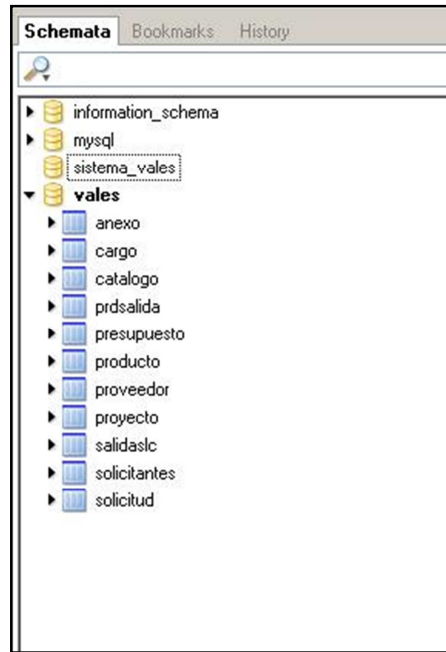 Schemata Bookmarks History
information_schema
mysql
sistema_vales
vales
anexo
cargo
catalogo
prdsalida
presupuesto
producto
proveedor
proyecto
salidaslc
solicitantes
solicitud